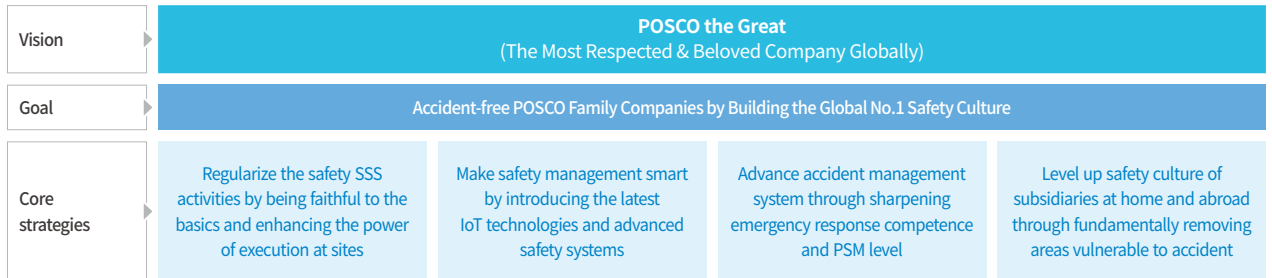 Vision
POSCO the Great
(The Most Respected & Beloved Company Globally)
Goal
Accident-free POSCO Family Companies by Building the Global No.1 Safety Culture
Core
strategies
Regularize the safety SSS
activities by being faithful to the
basics and enhancing the power
of execution at sites
Make safety management smart
by introducing the latest
IoT technologies and advanced
safety systems
Advance accident management
system through sharpening
emergency response competence
and PSM level
Level up safety culture of
subsidiaries at home and abroad
through fundamentally removing
areas vulnerable to accident